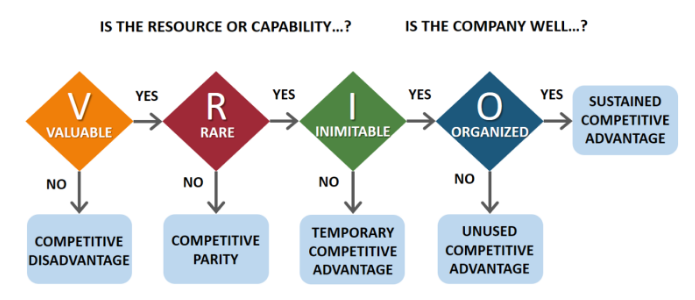 IS THE RESOURCE OR CAPABILITY...?
IS THE COMPANY WELL...?
V
VALUABLE
YES
R
RARE
YES
I
INIMITABLE
YES
O
ORGANIZED
YES
SUSTAINED
COMPETITIVE
ADVANTAGE
NO
NO
NO
NO
COMPETITIVE
DISADVANTAGE
COMPETITIVE
PARITY
TEMPORARY
COMPETITIVE
ADVANTAGE
UNUSED
COMPETITIVE
ADVANTAGE